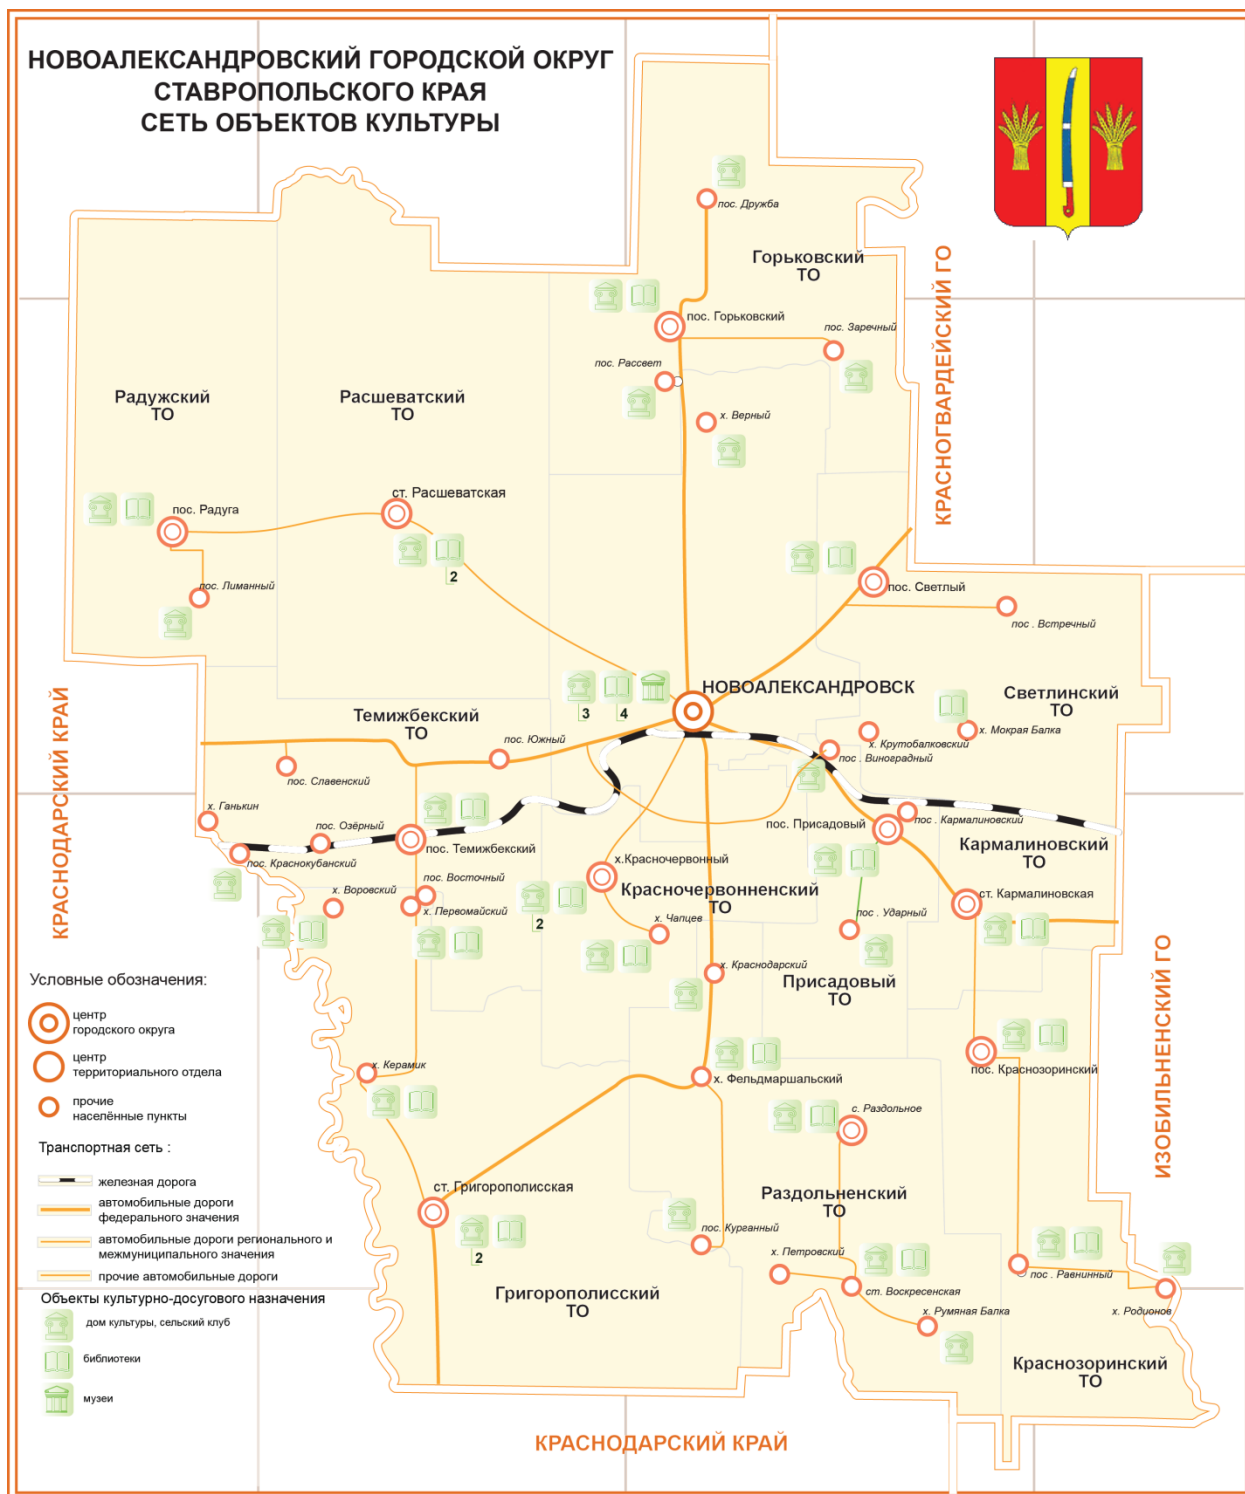 НОВОАЛЕКСАНДРОВСКИЙ ГОРОДСКОЙ ОКРУГ
СТАВРОПОЛЬСКОГО КРАЯ
СЕТЬ ОБЪЕКТОВ КУЛЬТУРЫ
пос. Дружба
Горьковский
ТО
КРАСНОГВАРДЕЙСКИЙ ГО
пос. Горьковский
пос. Заречный
пос. Рассвет
х. Верный
Радужский
ТО
Расшеватский
ТО
ст. Расшеватская
2
пос. Радуга
пос. Лиманный
пос. Светлый
пос . Встречный
НОВОАЛЕКСАНДРОВСК
3
4
Светлинский
ТО
х. Мокрая Балка
х. Крутобалковский
пос . Виноградный
КРАСНОДАРСКИЙ КРАЙ
Темижбекский
ТО
пос. Южный
пос. Славенский
х. Ганькин
пос. Озёрный
пос. Темижбекский
пос. Краснокубанский
пос. Присадовый
пос . Кармалиновский
Кармалиновский
ТО
х.Красночервонный
Красночервонненский
ТО
2
пос. Восточный
х. Воровский
х. Первомайский
х. Чапцев
пос . Ударный
ст. Кармалиновская
х. Краснодарский
Присадовый
ТО
ИЗОБИЛЬНЕНСКИЙ ГО
Условные обозначения:
центр
городского округа
центр
территориального отдела
прочие
населённые пункты
Транспортная сеть :
железная дорога
автомобильные дороги
федерального значения
автомобильные дороги регионального и
межмуниципального значения
прочие автомобильные дороги
Объекты культурно-досугового назначения
дом культуры, сельский клуб
библиотеки
музеи
х. Керамик
х. Фельдмаршальский
пос. Краснозоринский
с. Раздольное
ст. Григорополисская
2
Раздольненский
ТО
пос. Курганный
х. Петровский
ст. Воскресенская
х. Румяная Балка
пос . Равнинный
х. Родионов
Григорополисский
ТО
Краснозоринский
ТО
КРАСНОДАРСКИЙ КРАЙ